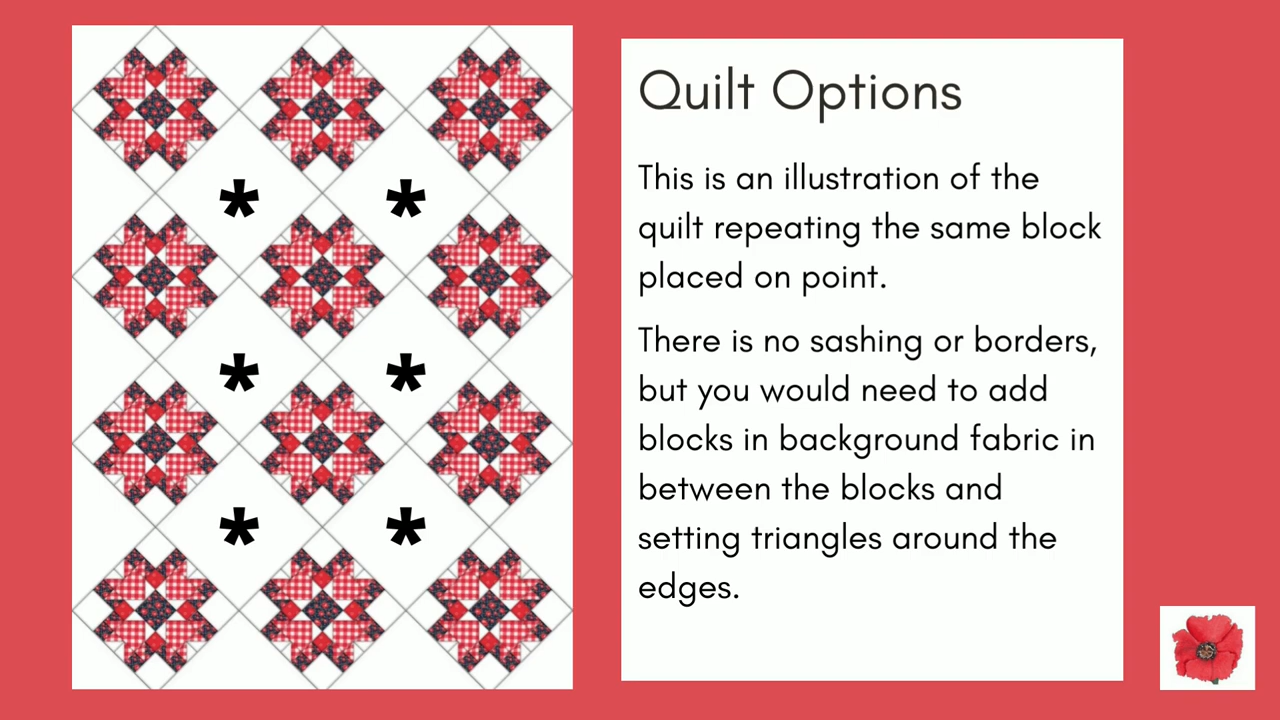 Quilt Options
This is an illustration of the
quilt repeating the same block
placed on point.
There is no sashing or borders,
but you would need to add
blocks in background fabric in
between the blocks and
setting triangles around the
edges.
* *
* *
* *